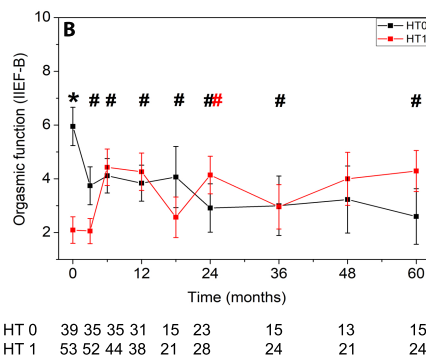 B
HT0
HT1
* # # # # # # # #
Orgasmic function (IIEF-B)
10
8
6
4
2
0 12 24 36 48 60
Time (months)
HT 0 39 35 35 31 15 23 15 13 15
HT 1 53 52 44 38 21 28 24 21 24